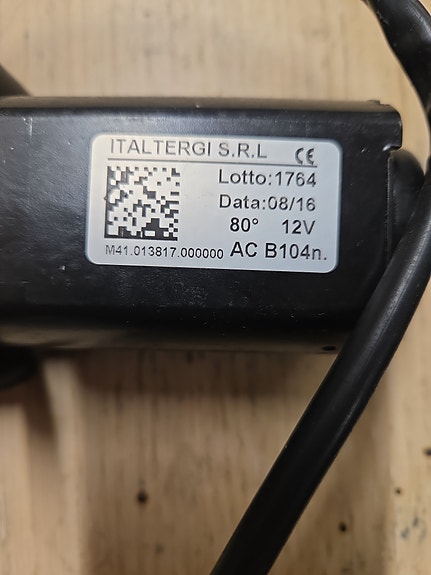 ITALTERGI S.R.L CE
Lotto:1764
Data:08/16
80° 12V
M41.013817.000000 AC B104n.